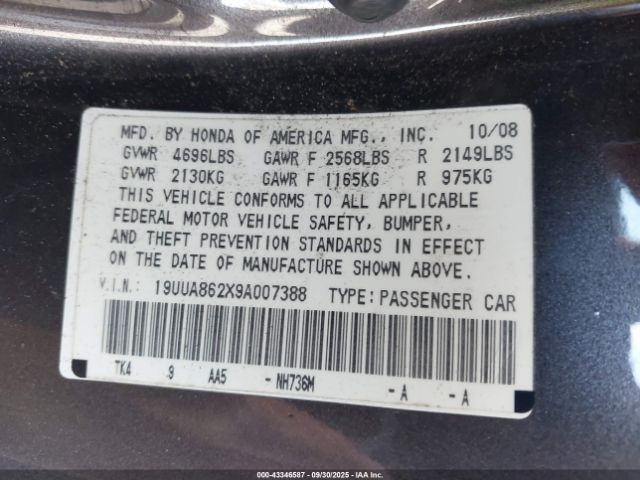 MFD. BY HONDA OF AMERICA MFG., INC. 10/08
GVWR 4696LBS GAWR F 2568LBS R 2149LBS
GVWR 2130KG GAWR F 1165KG R 975KG
THIS VEHICLE CONFORMS TO ALL APPLICABLE
FEDERAL MOTOR VEHICLE SAFETY, BUMPER,
AND THEFT PREVENTION STANDARDS IN EFFECT
ON THE DATE OF MANUFACTURE SHOWN ABOVE.
V.I.N.: 19UUA862X9A007388 TYPE: PASSENGER CAR
TK4 9 AA5 - NH736M - A - A
000-43346587 - 09/30/2025 - IAA Inc. - Copyright